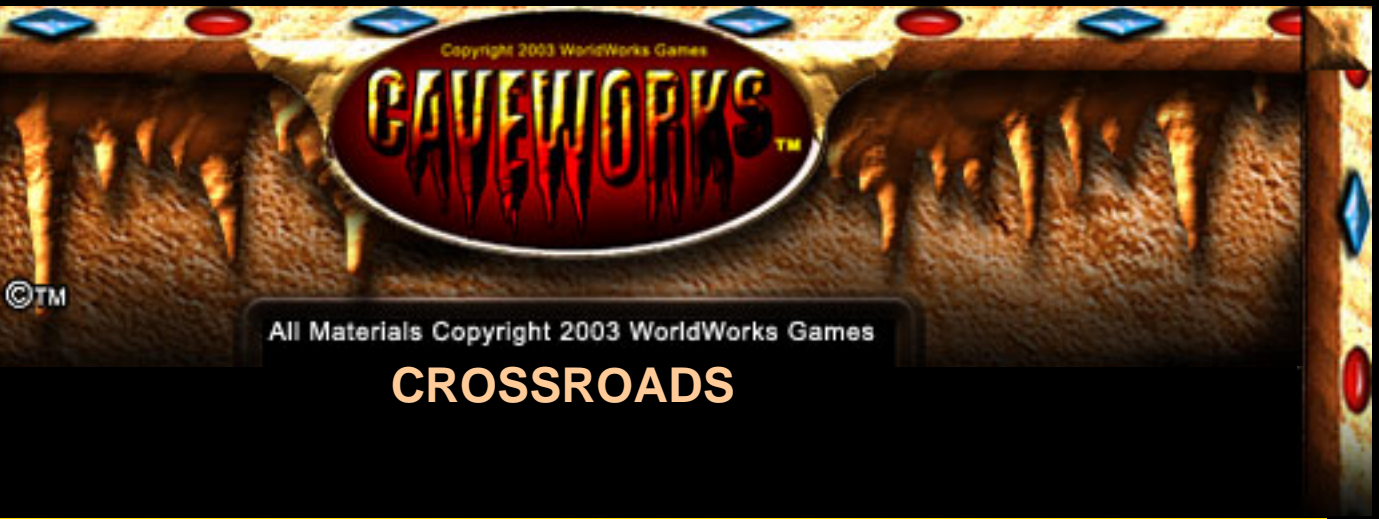 Copyright 2003 WorldWorks Games
CAVEWORKS TM
©TM
All Materials Copyright 2003 WorldWorks Games
CROSSROADS